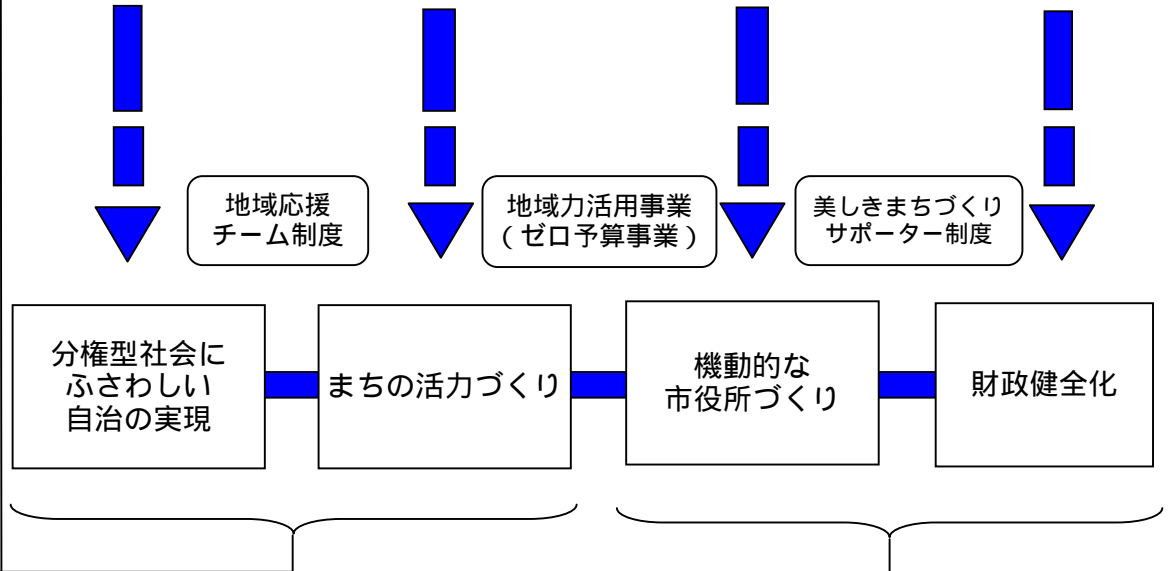 地域応援
チーム制度
地域力活用事業
(ゼロ予算事業)
美しきまちづくり
サポーター制度
分権型社会に
ふさわしい
自治の実現
まちの活力づくり
機動的な
市役所づくり
財政健全化